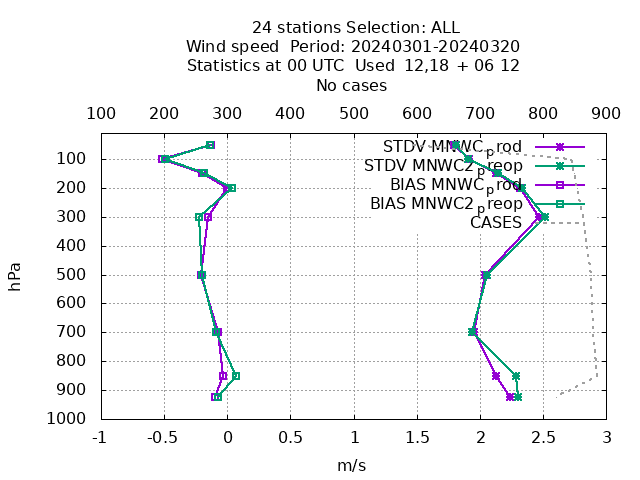 24 stations Selection: ALL
Wind speed  Period: 20240301-20240320
Statistics at 00 UTC  Used  12,18 + 06 12
No cases
100 200 300 400 500 600 700 800 900
STDV MNWC_prod
STDV MNWC2_preop
BIAS MNWC_prod
BIAS MNWC2_preop
CASES
hPa
100
200
300
400
500
600
700
800
900
1000
-1 -0.5 0 0.5 1 1.5 2 2.5 3
m/s